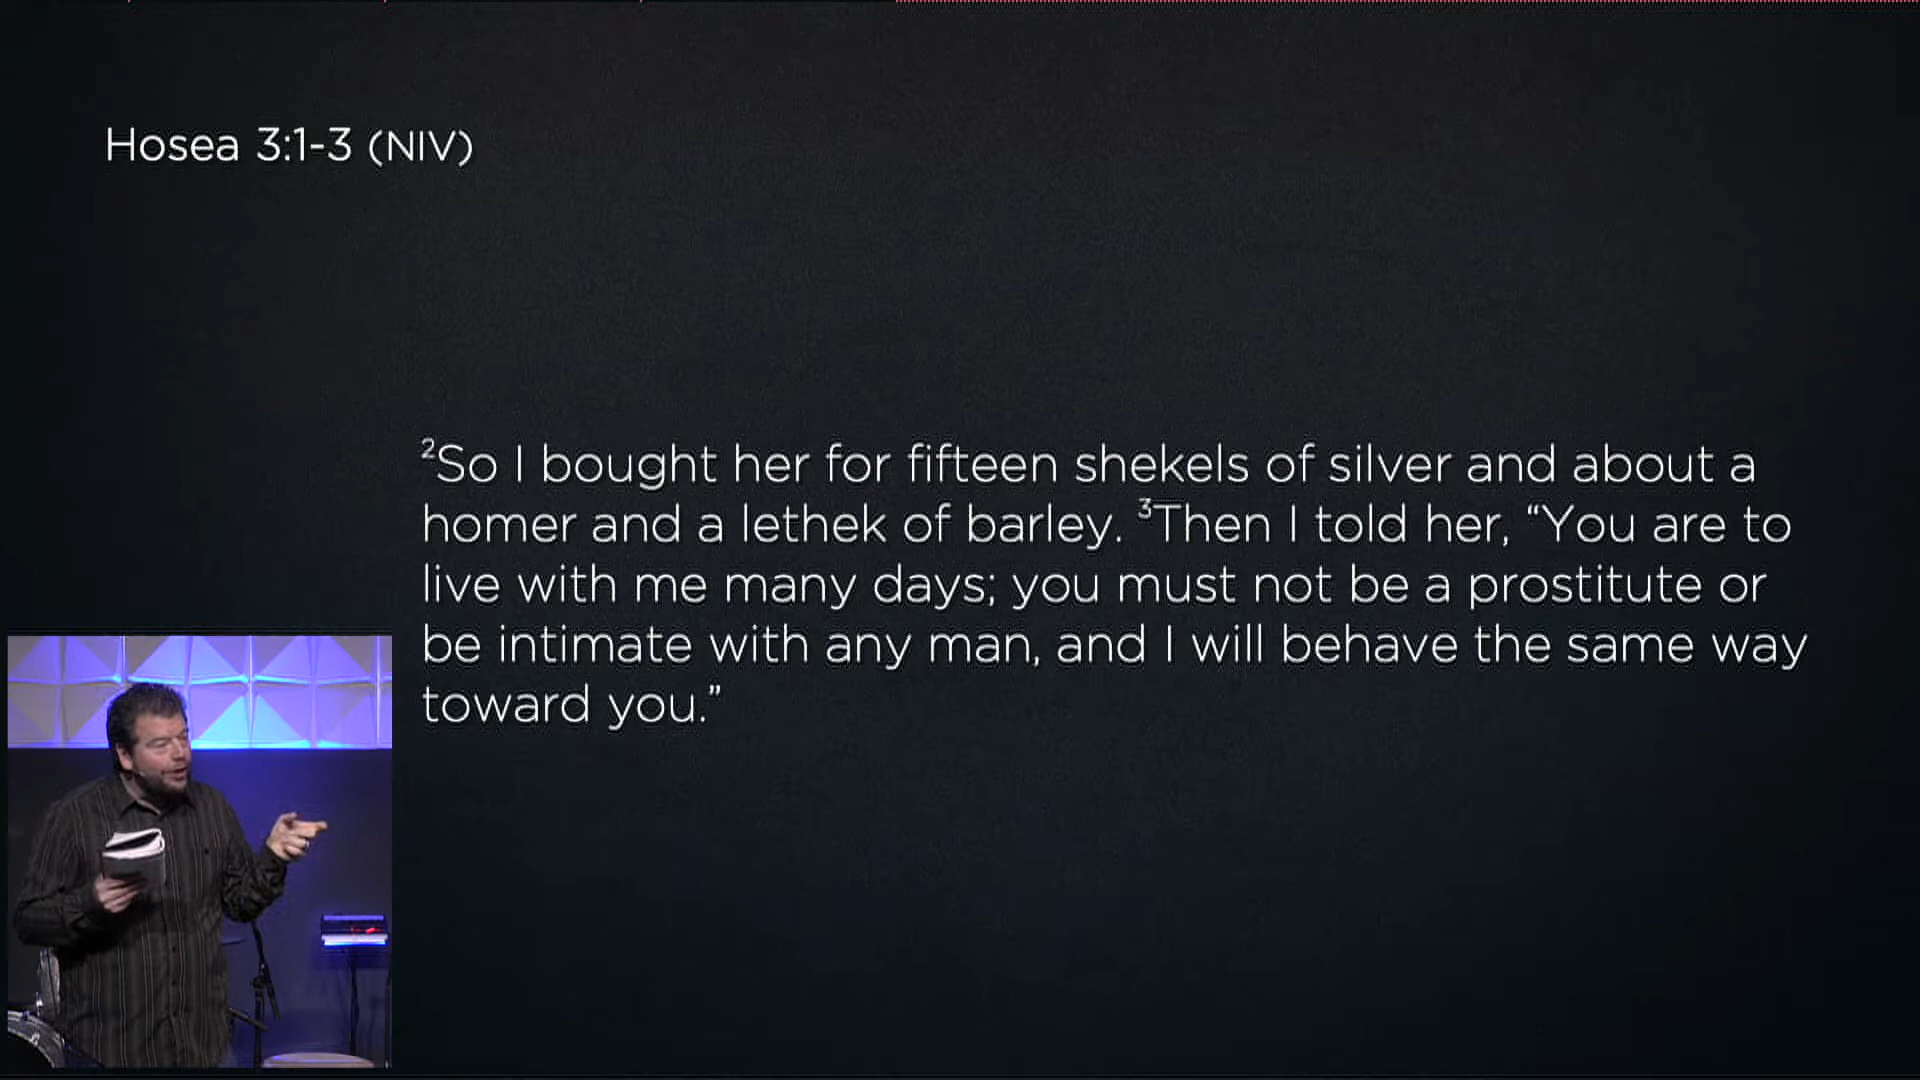 Hosea 3:1-3 (NIV)
²So I bought her for fifteen shekels of silver and about a
homer and a lethek of barley. ³Then I told her, “You are to
live with me many days; you must not be a prostitute or
be intimate with any man, and I will behave the same way
toward you.”